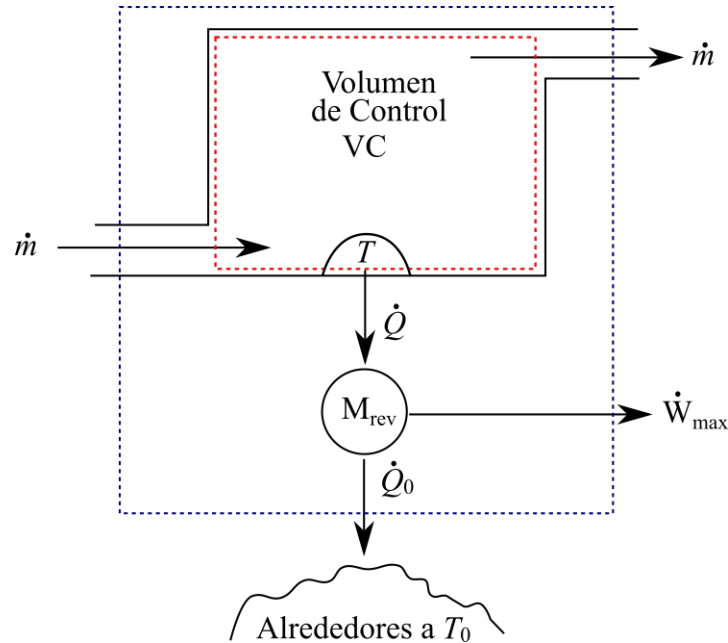 Volumen
de Control
VC
ṁ
ṁ
T
Q̇
M_rev
Ẇ_max
Q̇_0
Alrededores a T_0